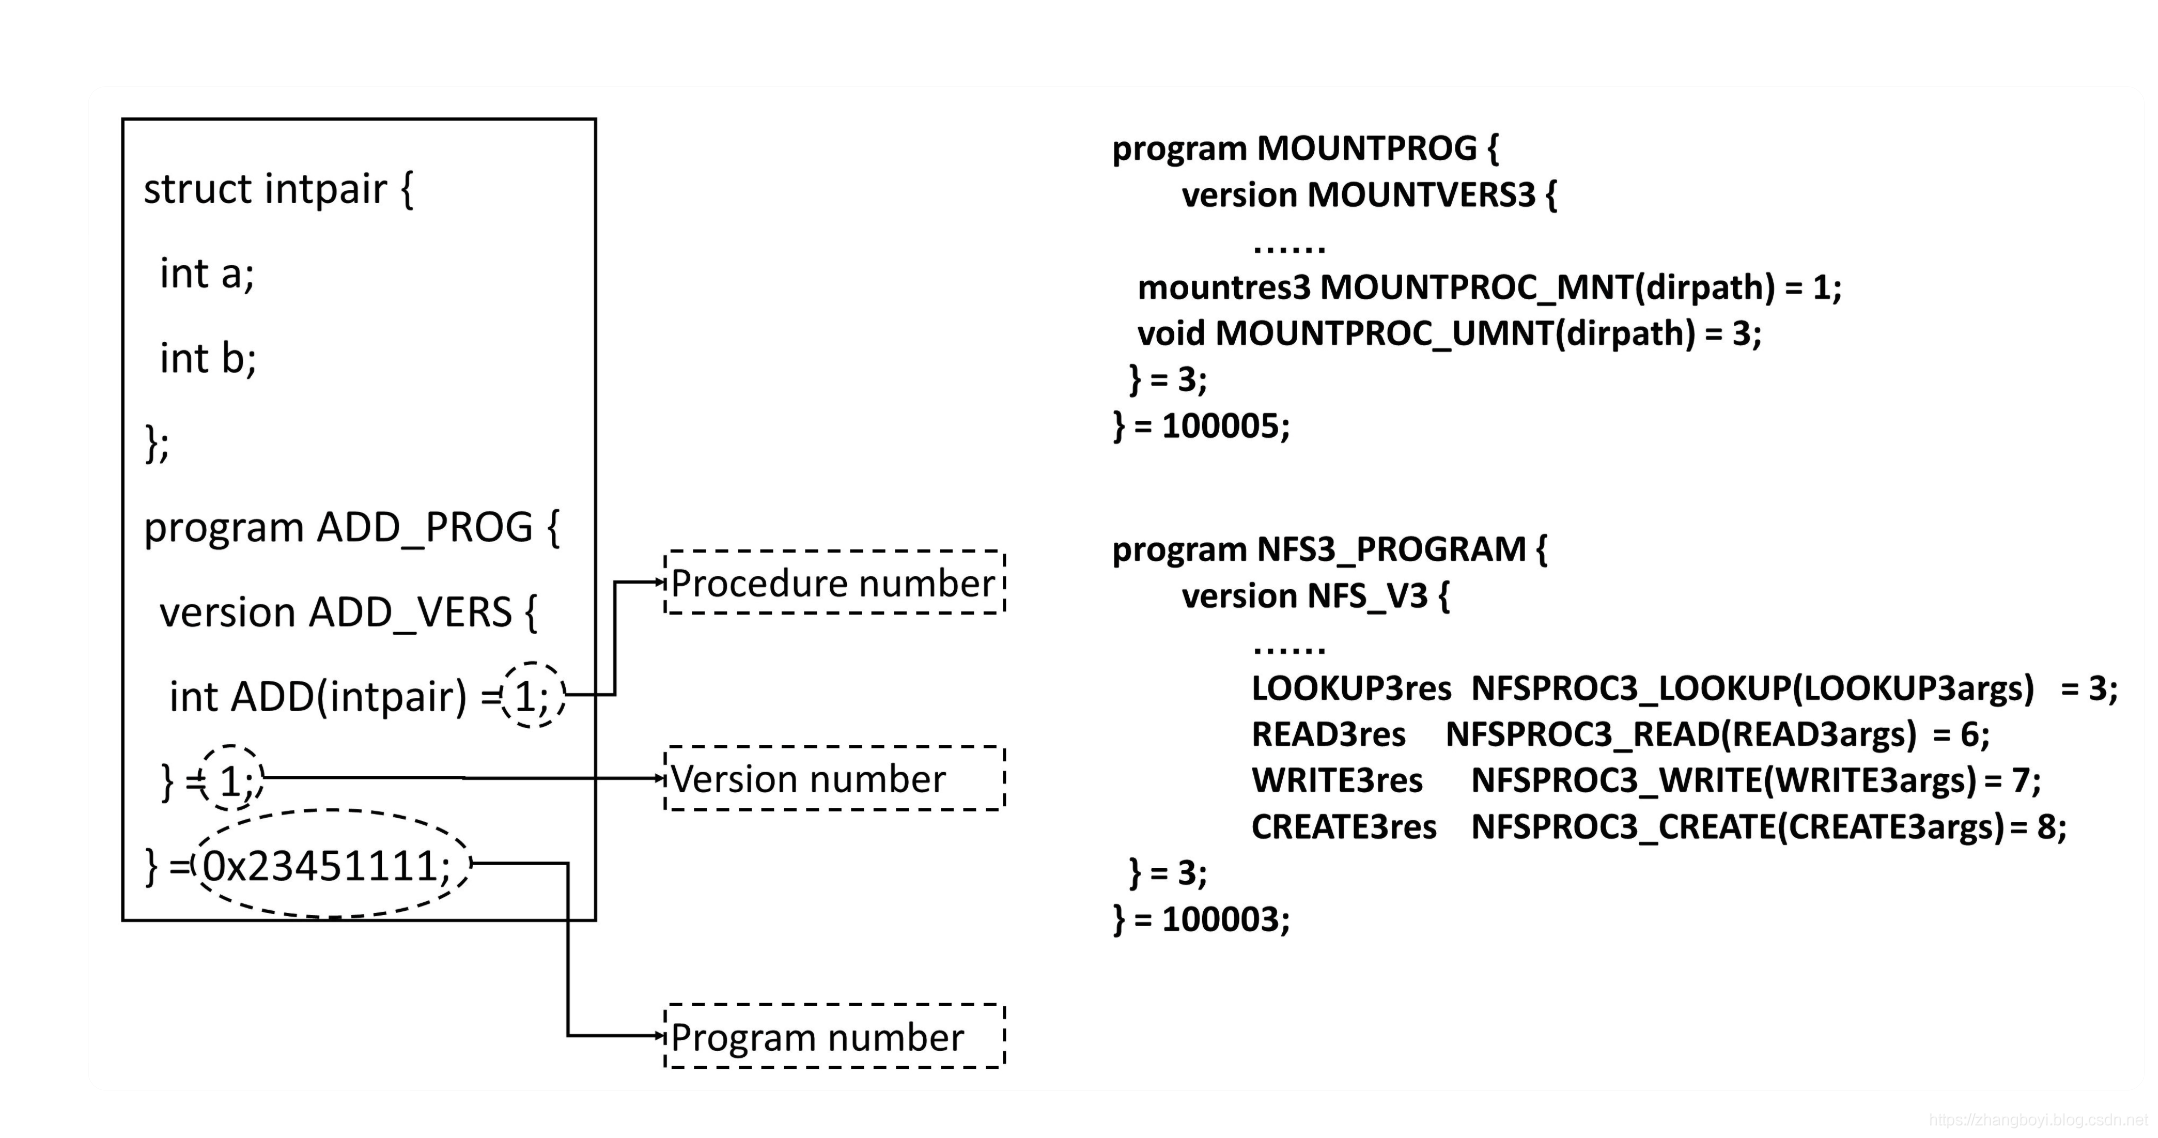 struct intpair {
int a;
int b;
};
program ADD_PROG {
version ADD_VERS {
int ADD(intpair) = 1;
} = 1;
} = 0x23451111;
Procedure number
Version number
Program number
program MOUNTPROG {
version MOUNTVERS3 {
......
mountres3 MOUNTPROC_MNT(dirpath) = 1;
void MOUNTPROC_UMNT(dirpath) = 3;
} = 3;
} = 100005;
program NFS3_PROGRAM {
version NFS_V3 {
......
LOOKUP3res NFSPROC3_LOOKUP(LOOKUP3args) = 3;
READ3res NFSPROC3_READ(READ3args) = 6;
WRITE3res NFSPROC3_WRITE(WRITE3args) = 7;
CREATE3res NFSPROC3_CREATE(CREATE3args) = 8;
} = 3;
} = 100003;
https://zhangboyi.blog.csdn.net